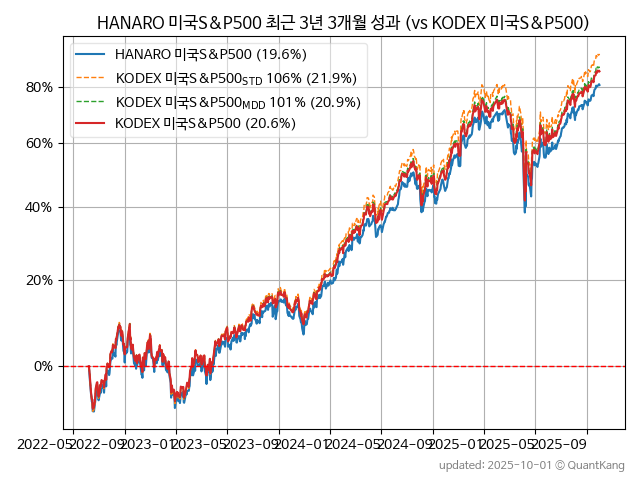 HANARO 미국S&P500 최근 3년 3개월 성과 (vs KODEX 미국S&P500)
HANARO 미국S&P500 (19.6%)
KODEX 미국S&P500STD 106% (21.9%)
KODEX 미국S&P500MDD 101% (20.9%)
KODEX 미국S&P500 (20.6%)
80%
60%
40%
20%
0%
2022-05 2022-09 2023-01 2023-05 2023-09 2024-01 2024-05 2024-09 2025-01 2025-05 2025-09
updated: 2025-10-01 © QuantKang